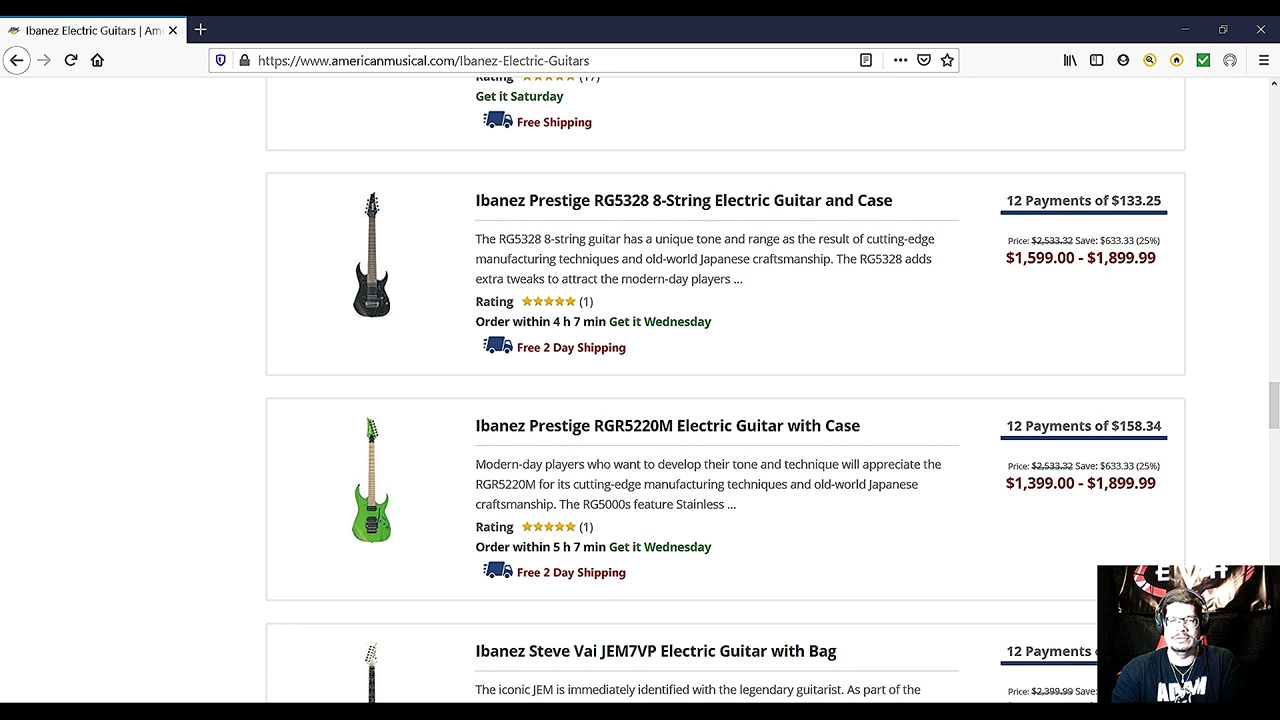 Ibanez Electric Guitars | Am
https://www.americanmusical.com/Ibanez-Electric-Guitars
Rating (17)
Get it Saturday
Free Shipping
Ibanez Prestige RG5328 8-String Electric Guitar and Case
12 Payments of $133.25
The RG5328 8-string guitar has a unique tone and range as the result of cutting-edge
manufacturing techniques and old-world Japanese craftsmanship. The RG5328 adds
extra tweaks to attract the modern-day players ...
Price: $2,533.32 Save: $633.33 (25%)
$1,599.00 - $1,899.99
Rating (1)
Order within 4 h 7 min Get it Wednesday
Free 2 Day Shipping
Ibanez Prestige RGR5220M Electric Guitar with Case
12 Payments of $158.34
Modern-day players who want to develop their tone and technique will appreciate the
RGR5220M for its cutting-edge manufacturing techniques and old-world Japanese
craftsmanship. The RG5000s feature Stainless ...
Price: $2,533.32 Save: $633.33 (25%)
$1,399.00 - $1,899.99
Rating (1)
Order within 5 h 7 min Get it Wednesday
Free 2 Day Shipping
Ibanez Steve Vai JEM7VP Electric Guitar with Bag
12 Payments
The iconic JEM is immediately identified with the legendary guitarist. As part of the
Price: $2,399.99 Save: